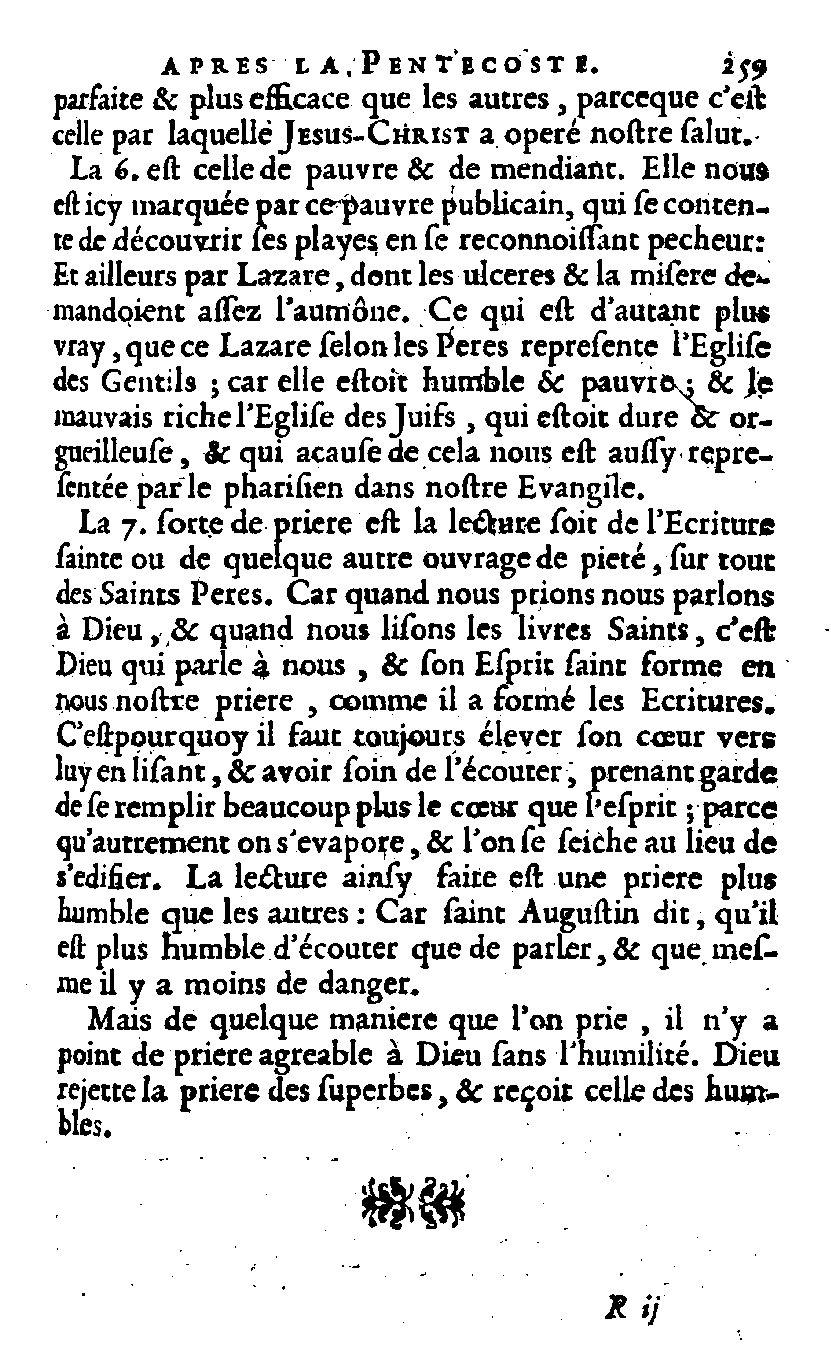 APRES LA PENTECOSTE. 259
parfaite & plus efficace que les autres, parceque c'eſt
celle par laquelle JESUS-CHRIST a operé noſtre ſalut.
La 6. eſt celle de pauvre & de mendiant. Elle nous
eſt icy marquée par ce pauvre publicain, qui ſe conten-
te de découvrir ſes playes en ſe reconnoiſſant pecheur:
Et ailleurs par Lazare, dont les ulceres & la miſere de-
mandoient aſſez l'aumône. Ce qui eſt d'autant plus
vray, que ce Lazare ſelon les Peres repreſente l'Egliſe
des Gentils ; car elle eſtoit humble & pauvre ; & le
mauvais riche l'Egliſe des Juifs, qui eſtoit dure & or-
gueilleuſe, & qui acauſe de cela nous eſt auſſy repre-
ſentée par le phariſien dans noſtre Evangile.
La 7. ſorte de priere eſt la lecture ſoit de l'Ecriture
ſainte ou de quelque autre ouvrage de pieté, ſur tout
des Saints Peres. Car quand nous prions nous parlons
à Dieu, & quand nous liſons les livres Saints, c'eſt
Dieu qui parle à nous, & ſon Eſprit ſaint forme en
nous noſtre priere, comme il a formé les Ecritures.
C'eſtpourquoy il faut toujours élever ſon cœur vers
luy en liſant, & avoir ſoin de l'écouter, prenant garde
de ſe remplir beaucoup plus le cœur que l'eſprit ; parce
qu'autrement on s'evapore, & l'on ſe ſeiche au lieu de
s'edifier. La lecture ainſy faite eſt une priere plus
humble que les autres : Car ſaint Auguſtin dit, qu'il
eſt plus humble d'écouter que de parler, & que meſ-
me il y a moins de danger.
Mais de quelque maniere que l'on prie, il n'y a
point de priere agreable à Dieu ſans l'humilité. Dieu
rejette la priere des ſuperbes, & reçoit celle des hum-
bles.
R ij